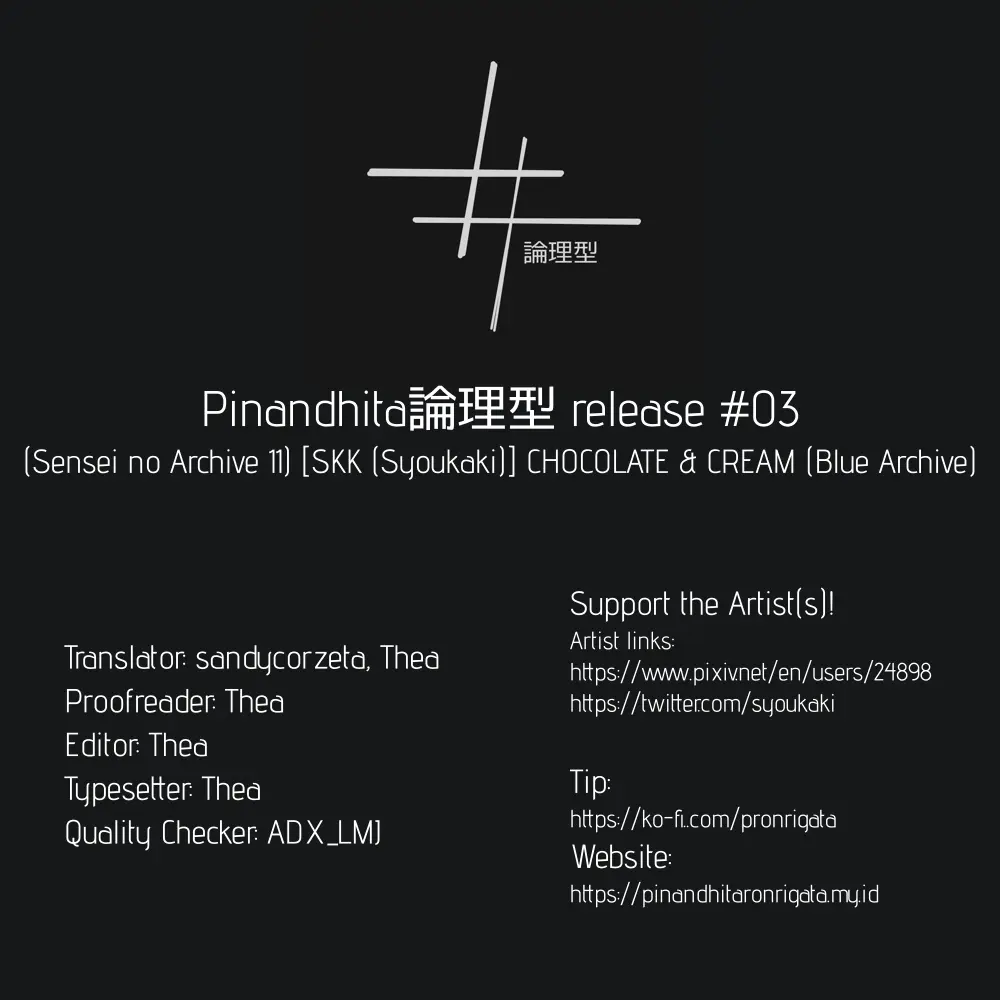 論理型
Pinandhita論理型 release #03
(Sensei no Archive 11) [SKK (Syoukaki)] CHOCOLATE & CREAM (Blue Archive)
Translator: sandycorzeta, Thea
Proofreader: Thea
Editor: Thea
Typesetter: Thea
Quality Checker: ADX_LMJ
Support the Artist(s)!
Artist links:
https://www.pixiv.net/en/users/24898
https://twitter.com/syoukaki
Tip:
https://ko-fi.com/pronrigata
Website:
https://pinandhitaronrigata.my.id